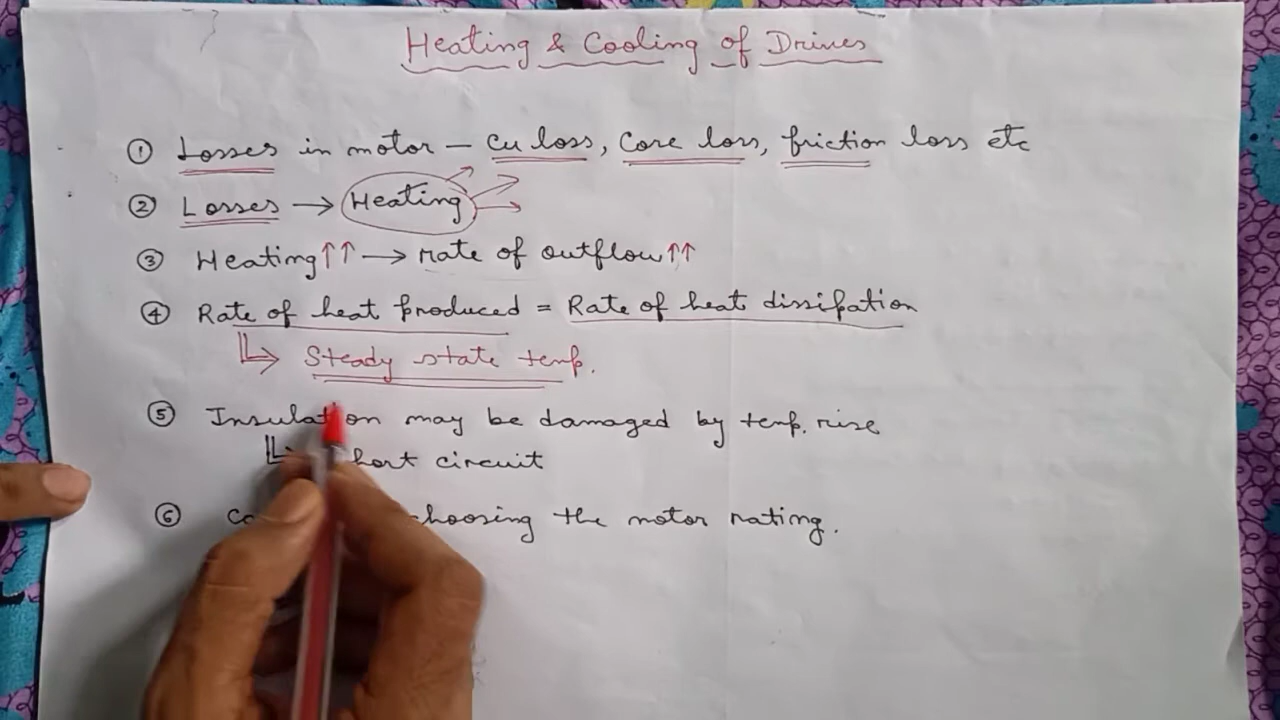 Heating & Cooling of Drives
① Losses in motor – Cu loss, Core loss, friction loss etc
② Losses → Heating
③ Heating ↑↑ → rate of outflow ↑↑
④ Rate of heat produced = Rate of heat dissipation
↳ Steady state temp.
⑤ Insulation may be damaged by temp. rise
↳ circuit
⑥ choosing the motor rating.